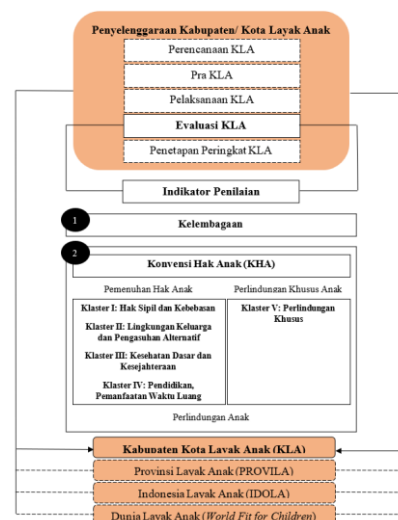 Penyelenggaraan Kabupaten/ Kota Layak Anak
Perencanaan KLA
Pra KLA
Pelaksanaan KLA
Evaluasi KLA
Penetapan Peringkat KLA
Indikator Penilaian
1
Kelembagaan
2
Konvensi Hak Anak (KHA)
Pemenuhan Hak Anak
Perlindungan Khusus Anak
Klaster I: Hak Sipil dan Kebebasan
Klaster II: Lingkungan Keluarga
dan Pengasuhan Alternatif
Klaster III: Kesehatan Dasar dan
Kesejahteraan
Klaster IV: Pendidikan,
Pemanfaatan Waktu Luang
Klaster V: Perlindungan
Khusus
Perlindungan Anak
Kabupaten Kota Layak Anak (KLA)
Provinsi Layak Anak (PROVILA)
Indonesia Layak Anak (IDOLA)
Dunia Layak Anak (World Fit for Children)